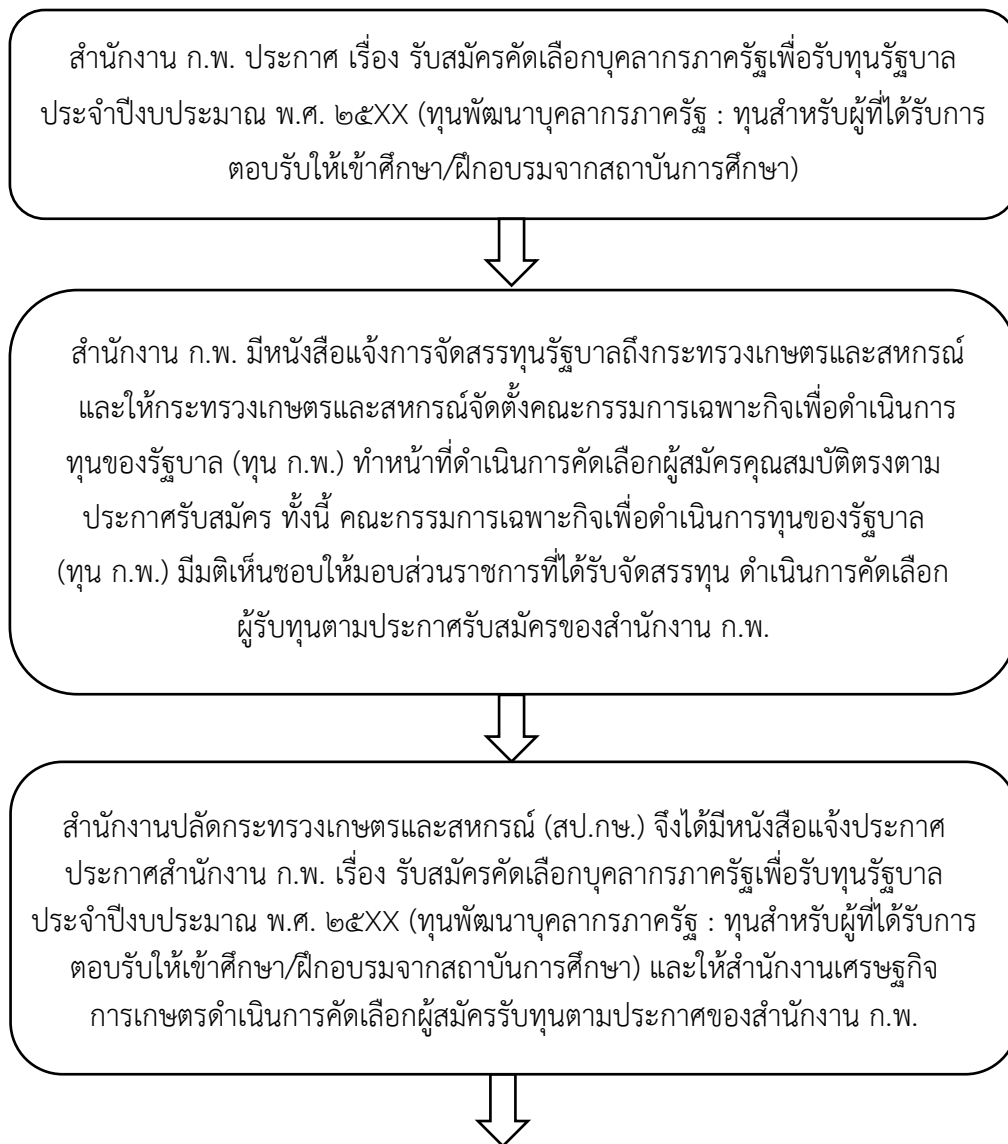 สำนักงาน ก.พ. ประกาศ เรื่อง รับสมัครคัดเลือกบุคลากรภาครัฐเพื่อรับทุนรัฐบาล
ประจำปีงบประมาณ พ.ศ. ๒๕XX (ทุนพัฒนาบุคลากรภาครัฐ : ทุนสำหรับผู้ที่ได้รับการ
ตอบรับให้เข้าศึกษา/ฝึกอบรมจากสถาบันการศึกษา)
สำนักงาน ก.พ. มีหนังสือแจ้งการจัดสรรทุนรัฐบาลถึงกระทรวงเกษตรและสหกรณ์
และให้กระทรวงเกษตรและสหกรณ์จัดตั้งคณะกรรมการเฉพาะกิจเพื่อดำเนินการ
ทุนของรัฐบาล (ทุน ก.พ.) ทำหน้าที่ดำเนินการคัดเลือกผู้สมัครคุณสมบัติตรงตาม
ประกาศรับสมัคร ทั้งนี้ คณะกรรมการเฉพาะกิจเพื่อดำเนินการทุนของรัฐบาล
(ทุน ก.พ.) มีมติเห็นชอบให้มอบส่วนราชการที่ได้รับจัดสรรทุน ดำเนินการคัดเลือก
ผู้รับทุนตามประกาศรับสมัครของสำนักงาน ก.พ.
สำนักงานปลัดกระทรวงเกษตรและสหกรณ์ (สป.กษ.) จึงได้มีหนังสือแจ้งประกาศ
ประกาศสำนักงาน ก.พ. เรื่อง รับสมัครคัดเลือกบุคลากรภาครัฐเพื่อรับทุนรัฐบาล
ประจำปีงบประมาณ พ.ศ. ๒๕XX (ทุนพัฒนาบุคลากรภาครัฐ : ทุนสำหรับผู้ที่ได้รับการ
ตอบรับให้เข้าศึกษา/ฝึกอบรมจากสถาบันการศึกษา) และให้สำนักงานเศรษฐกิจ
การเกษตรดำเนินการคัดเลือกผู้สมัครรับทุนตามประกาศของสำนักงาน ก.พ.